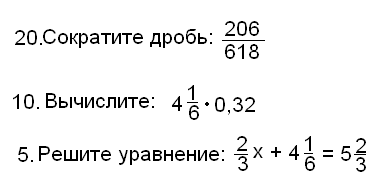 20.Сократите дробь: 206/618
10. Вычислите: 4 1/6 · 0,32
5. Решите уравнение: 2/3 x + 4 1/6 = 5 2/3